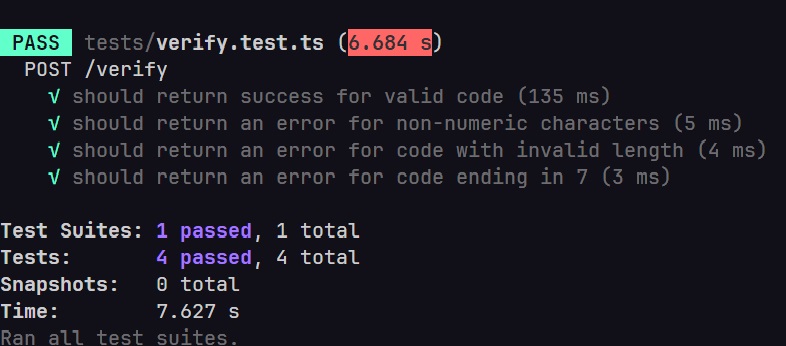 PASS tests/verify.test.ts (6.684 s)
POST /verify
√ should return success for valid code (135 ms)
√ should return an error for non-numeric characters (5 ms)
√ should return an error for code with invalid length (4 ms)
√ should return an error for code ending in 7 (3 ms)
Test Suites: 1 passed, 1 total
Tests: 4 passed, 4 total
Snapshots: 0 total
Time: 7.627 s
Ran all test suites.